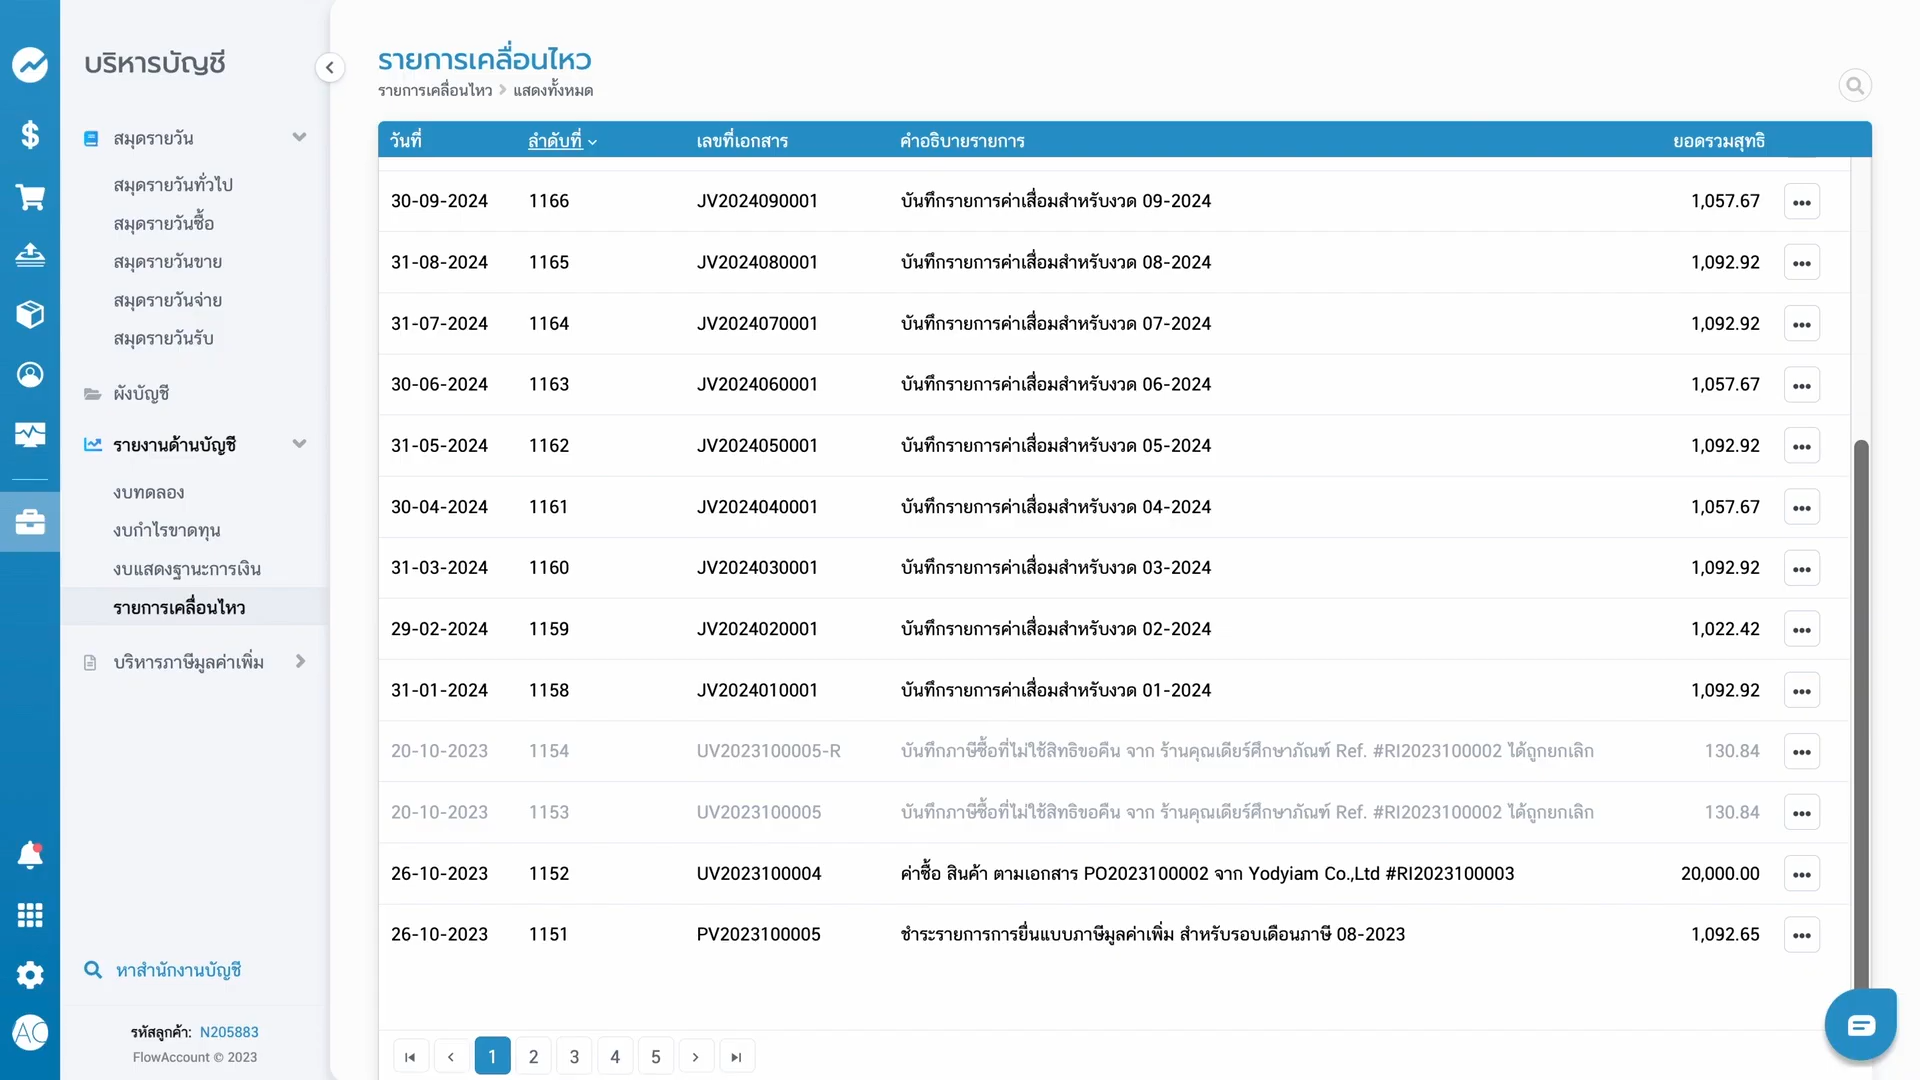 บริหารบัญชี
สมุดรายวัน
สมุดรายวันทั่วไป
สมุดรายวันซื้อ
สมุดรายวันขาย
สมุดรายวันจ่าย
สมุดรายวันรับ
ผังบัญชี
รายงานด้านบัญชี
งบทดลอง
งบกำไรขาดทุน
งบแสดงฐานะการเงิน
รายการเคลื่อนไหว
บริหารภาษีมูลค่าเพิ่ม
หาสำนักงานบัญชี
รหัสลูกค้า: N205883
FlowAccount © 2023
AC
รายการเคลื่อนไหว
รายการเคลื่อนไหว > แสดงทั้งหมด
วันที่ ลำดับที่ เลขที่เอกสาร คำอธิบายรายการ ยอดรวมสุทธิ
30-09-2024 1166 JV2024090001 บันทึกรายการค่าเสื่อมสำหรับงวด 09-2024 1,057.67
31-08-2024 1165 JV2024080001 บันทึกรายการค่าเสื่อมสำหรับงวด 08-2024 1,092.92
31-07-2024 1164 JV2024070001 บันทึกรายการค่าเสื่อมสำหรับงวด 07-2024 1,092.92
30-06-2024 1163 JV2024060001 บันทึกรายการค่าเสื่อมสำหรับงวด 06-2024 1,057.67
31-05-2024 1162 JV2024050001 บันทึกรายการค่าเสื่อมสำหรับงวด 05-2024 1,092.92
30-04-2024 1161 JV2024040001 บันทึกรายการค่าเสื่อมสำหรับงวด 04-2024 1,057.67
31-03-2024 1160 JV2024030001 บันทึกรายการค่าเสื่อมสำหรับงวด 03-2024 1,092.92
29-02-2024 1159 JV2024020001 บันทึกรายการค่าเสื่อมสำหรับงวด 02-2024 1,022.42
31-01-2024 1158 JV2024010001 บันทึกรายการค่าเสื่อมสำหรับงวด 01-2024 1,092.92
20-10-2023 1154 UV2023100005-R บันทึกภาษีซื้อที่ไม่ใช้สิทธิขอคืน จาก ร้านคุณเดียร์ศึกษาภัณฑ์ Ref. #RI2023100002 ได้ถูกยกเลิก 130.84
20-10-2023 1153 UV2023100005 บันทึกภาษีซื้อที่ไม่ใช้สิทธิขอคืน จาก ร้านคุณเดียร์ศึกษาภัณฑ์ Ref. #RI2023100002 ได้ถูกยกเลิก 130.84
26-10-2023 1152 UV2023100004 ค่าซื้อ สินค้า ตามเอกสาร PO2023100002 จาก Yodyiam Co.,Ltd #RI2023100003 20,000.00
26-10-2023 1151 PV2023100005 ชำระรายการการยื่นแบบภาษีมูลค่าเพิ่ม สำหรับรอบเดือนภาษี 08-2023 1,092.65
1 2 3 4 5